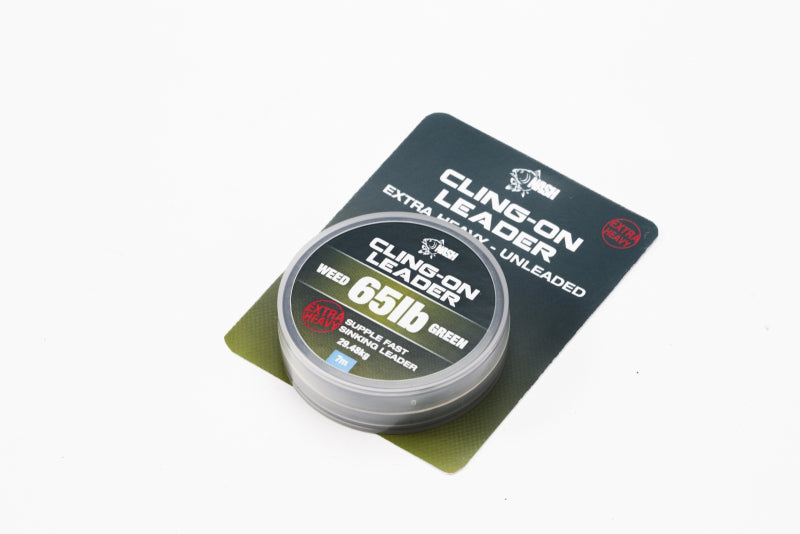 NASH
CLING-ON
LEADER
EXTRA HEAVY - UNLEADED
EXTRA
HEAVY
NASH
CLING-ON
LEADER
WEED 65lb GREEN
EXTRA
HEAVY
SUPPLE FAST
SINKING LEADER
29.48kg
7m